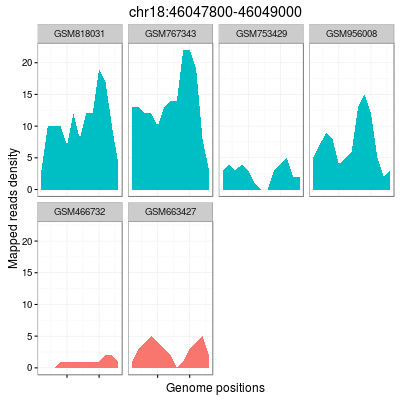 chr18:46047800-46049000
GSM818031 GSM767343 GSM753429 GSM956008
20
15
10
5
0
GSM466732 GSM663427
20
15
10
5
0
Mapped reads density
Genome positions